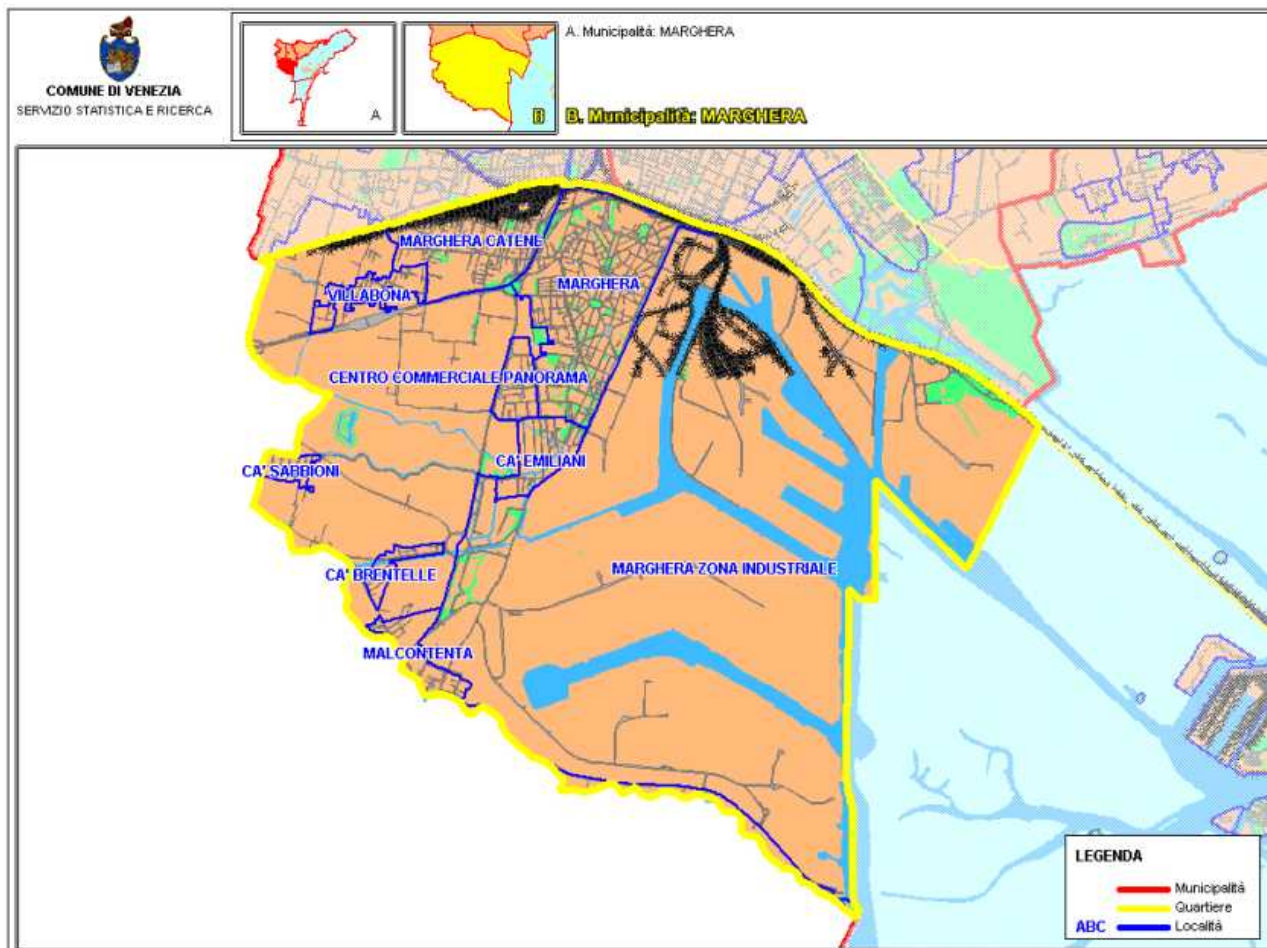 COMUNE DI VENEZIA
SERVIZIO STATISTICA E RICERCA
A
B
A. Municipalità: MARGHERA
B. Municipalità: MARGHERA
MARGHERA CATENE
MARGHERA
VILLABONA
CENTRO COMMERCIALE PANORAMA
CA' SABBIONI
CA' EMILIANI
CA' BRENTELLE
MARGHERA ZONA INDUSTRIALE
MALCONTENTA
LEGENDA
Municipalità
Quartiere
ABC Località